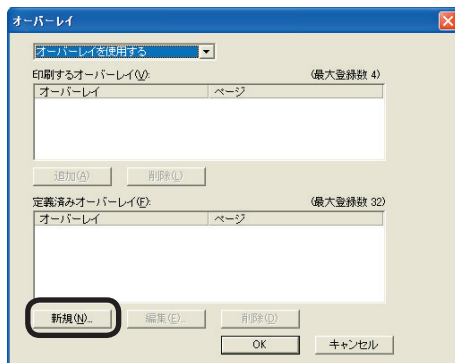 オーバーレイ
オーバーレイを使用する
印刷するオーバーレイ(V): (最大登録数 4)
オーバーレイ ページ
追加(A) 削除(L)
定義済みオーバーレイ(F): (最大登録数 32)
オーバーレイ ページ
新規(N)... 編集(E)... 削除(D)
OK キャンセル